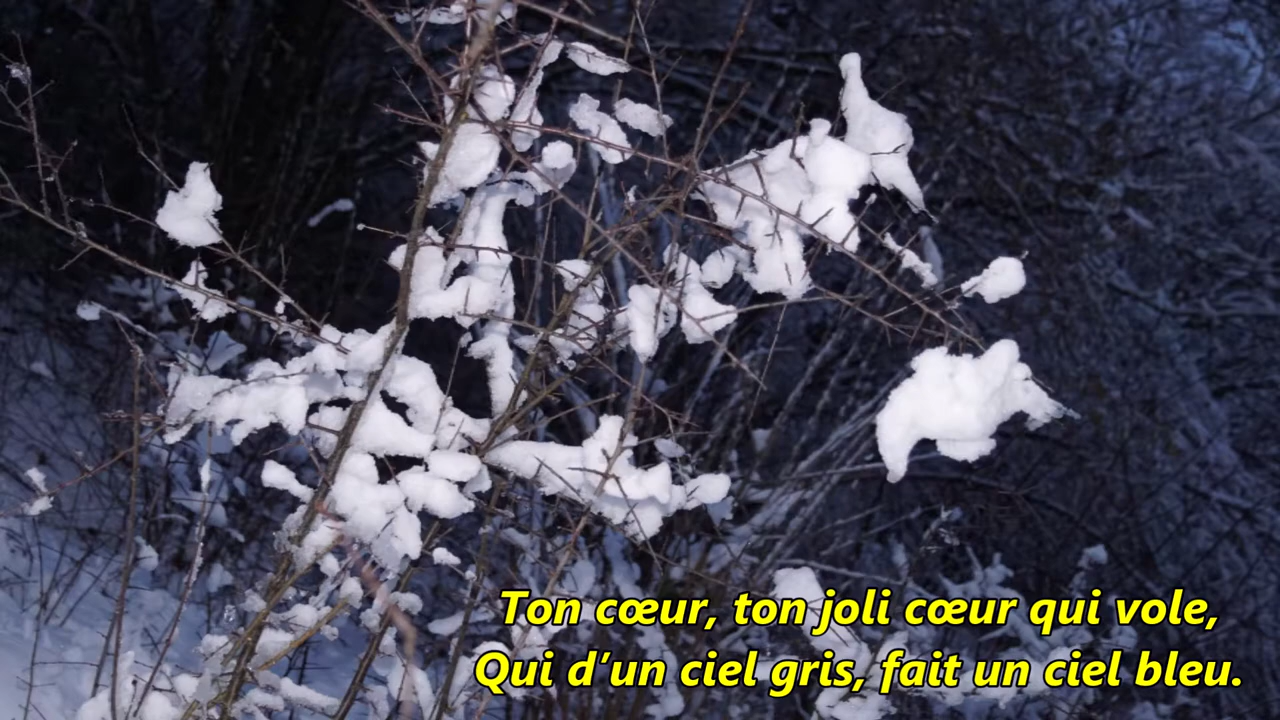 Ton cœur, ton joli cœur qui vole,
Qui d’un ciel gris, fait un ciel bleu.